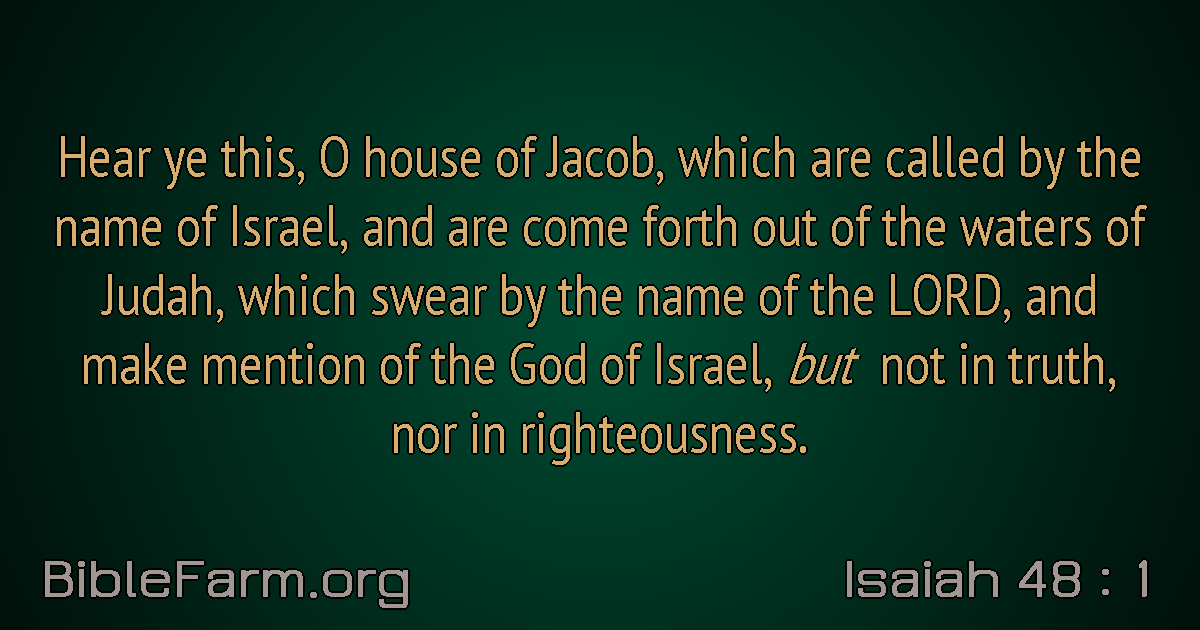 Hear ye this, O house of Jacob, which are called by the
name of Israel, and are come forth out of the waters of
Judah, which swear by the name of the LORD, and
make mention of the God of Israel, but not in truth,
nor in righteousness.
BibleFarm.org
Isaiah 48 : 1